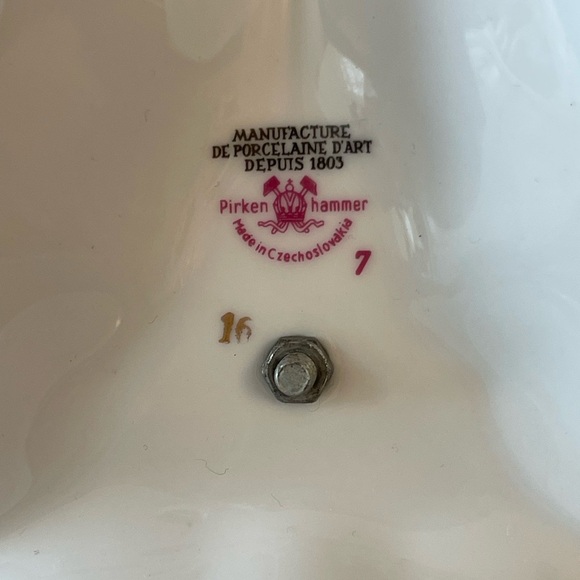 MANUFACTURE
DE PORCELAINE D'ART
DEPUIS 1803
Pirken hammer
Made in Czechoslovakia
7
16